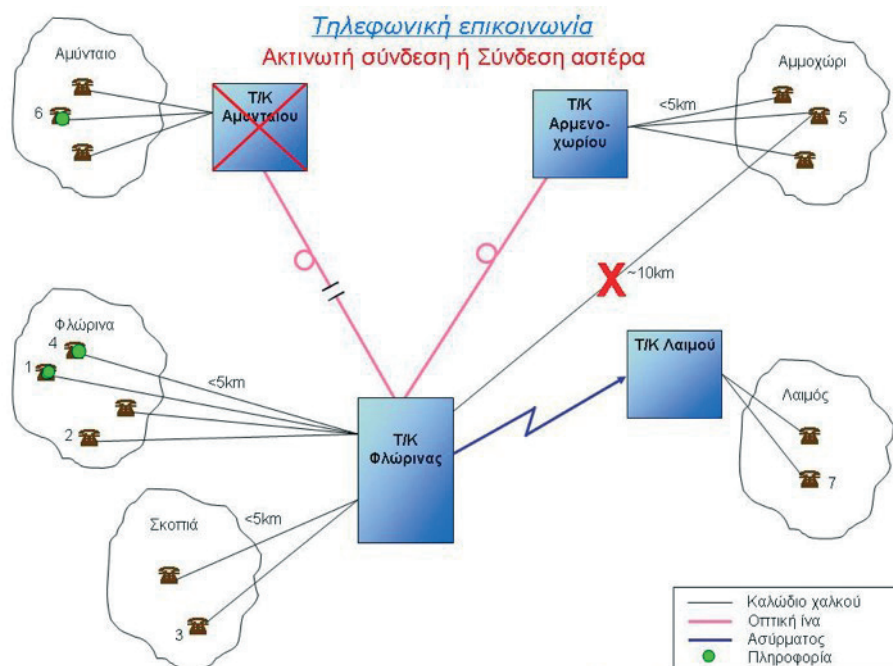 Τηλεφωνική επικοινωνία
Ακτινωτή σύνδεση ή Σύνδεση αστέρα
Αμύνταιο
6
Τ/Κ
Αμυνταίου
Τ/Κ
Αρμενο-
χωρίου
<5km
Αμμοχώρι
5
~10km
X
Φλώρινα
4
1
2
<5km
Τ/Κ
Φλώρινας
Τ/Κ Λαιμού
Λαιμός
7
Σκοπιά
<5km
3
Καλώδιο χαλκού
Οπτική ίνα
Ασύρματος
Πληροφορία